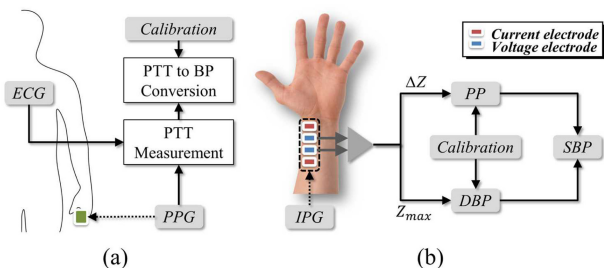 (a)
Calibration
PTT to BP
Conversion
ECG
PTT
Measurement
PPG
(b)
Current electrode
Voltage electrode
ΔZ
PP
Calibration
SBP
Z_max
DBP
IPG